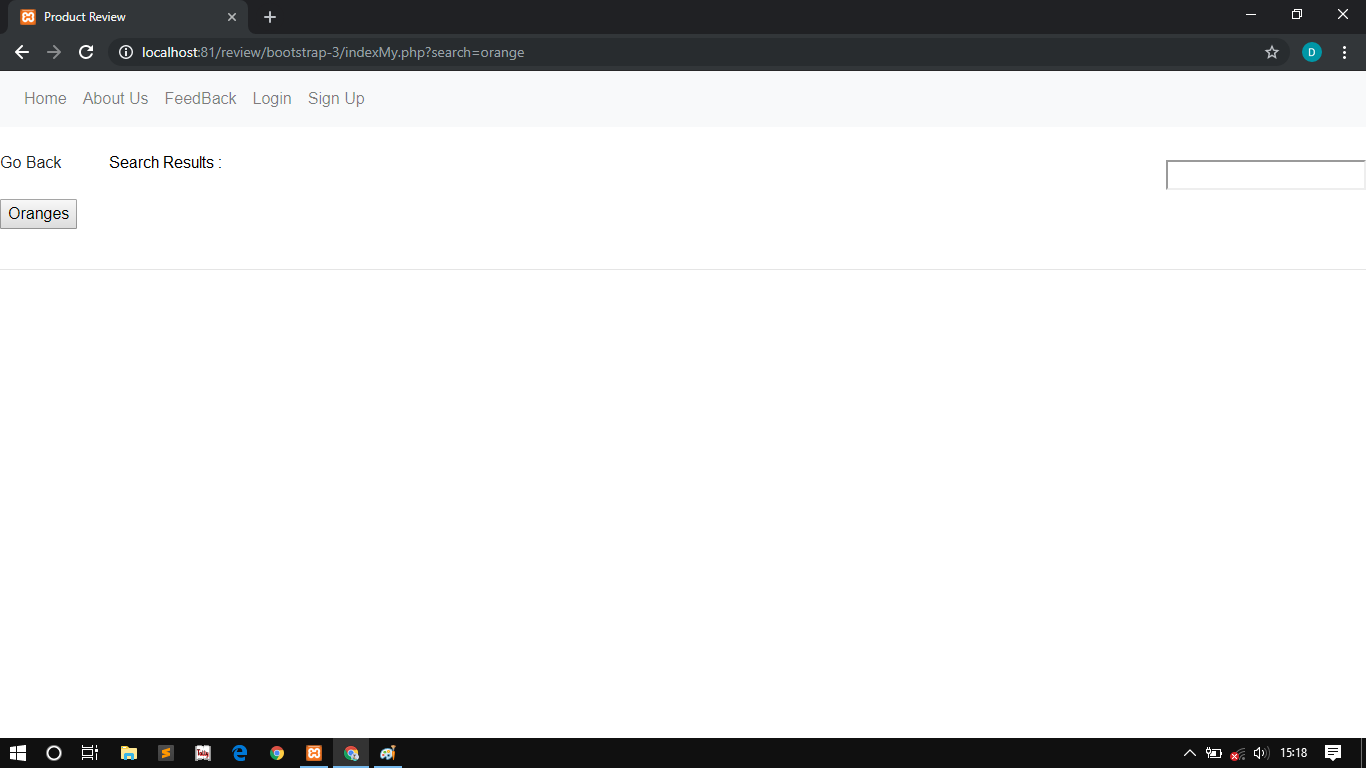 Product Review
localhost:81/review/bootstrap-3/indexMy.php?search=orange
D
Home About Us FeedBack Login Sign Up
Go Back Search Results :
Oranges
15:18